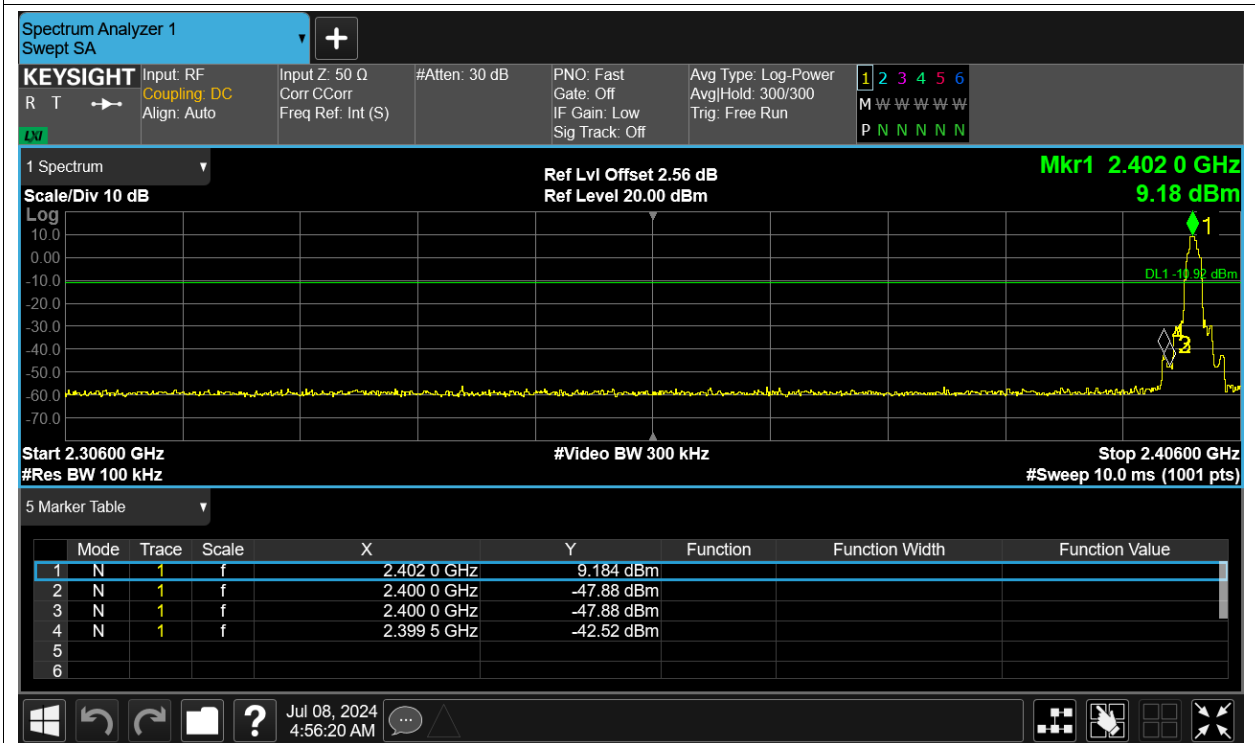 Spectrum Analyzer 1
Swept SA
KEYSIGHT
R T
LXI
Input: RF
Coupling: DC
Align: Auto
Input Z: 50 Ω
Corr CCorr
Freq Ref: Int (S)
#Atten: 30 dB
PNO: Fast
Gate: Off
IF Gain: Low
Sig Track: Off
Avg Type: Log-Power
Avg|Hold: 300/300
Trig: Free Run
1 2 3 4 5 6
M W W W W W
P N N N N N
1 Spectrum
Scale/Div 10 dB
Ref Lvl Offset 2.56 dB
Ref Level 20.00 dBm
Mkr1 2.402 0 GHz
9.18 dBm
Log
10.0
0.00
-10.0
-20.0
-30.0
-40.0
-50.0
-60.0
-70.0
1
DL1 -10.92 dBm
Start 2.30600 GHz
#Res BW 100 kHz
#Video BW 300 kHz
Stop 2.40600 GHz
#Sweep 10.0 ms (1001 pts)
5 Marker Table
Mode Trace Scale X Y Function Function Width Function Value
1 N 1 f 2.402 0 GHz 9.184 dBm
2 N 1 f 2.400 0 GHz -47.88 dBm
3 N 1 f 2.400 0 GHz -47.88 dBm
4 N 1 f 2.399 5 GHz -42.52 dBm
5
6
?
Jul 08, 2024
4:56:20 AM